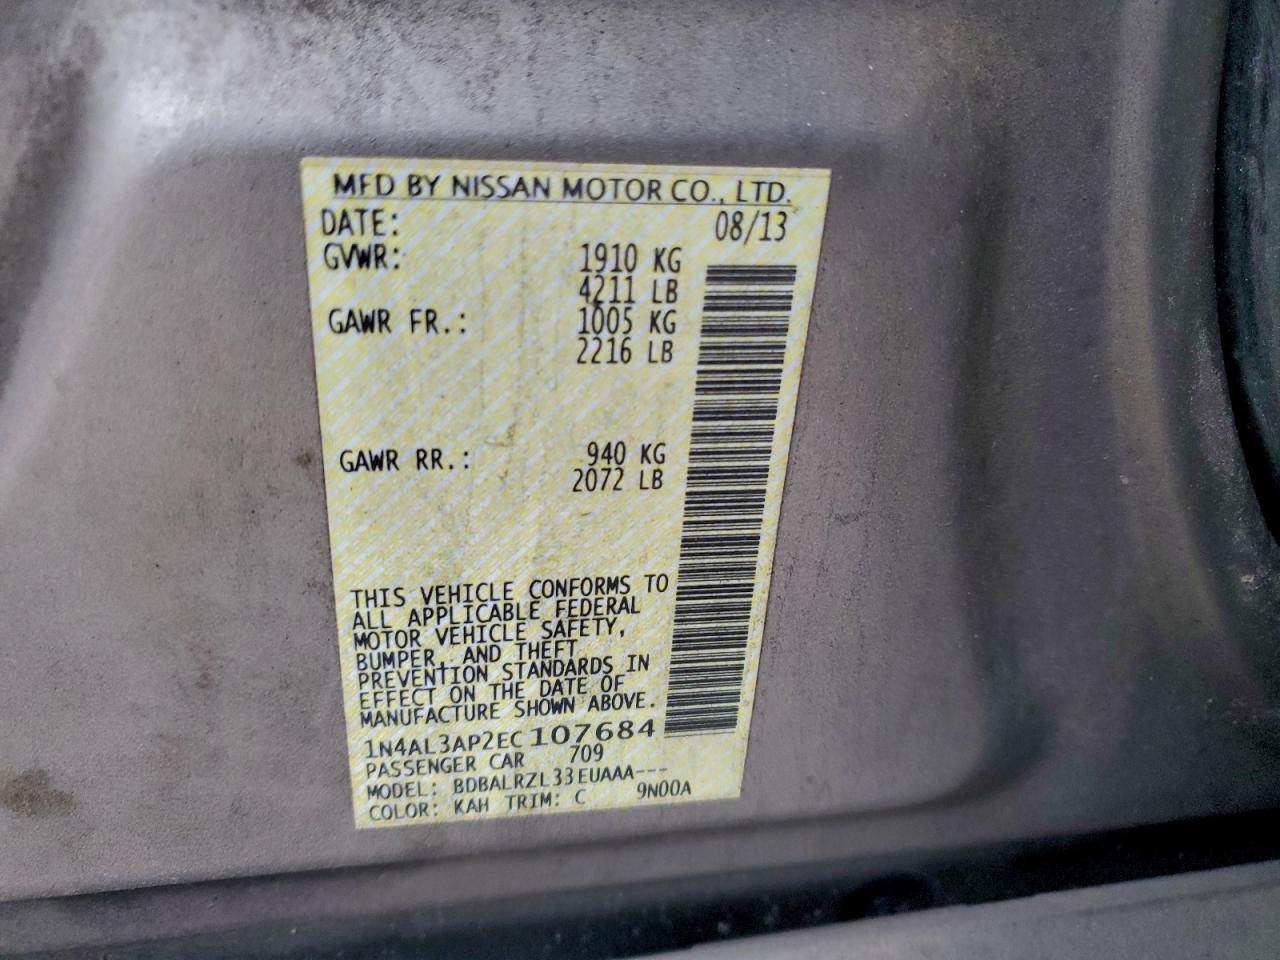 MFD BY NISSAN MOTOR CO., LTD.
DATE: 08/13
GVWR: 1910 KG
4211 LB
GAWR FR.: 1005 KG
2216 LB
GAWR RR.: 940 KG
2072 LB
THIS VEHICLE CONFORMS TO
ALL APPLICABLE FEDERAL
MOTOR VEHICLE SAFETY,
BUMPER, AND THEFT
PREVENTION STANDARDS IN
EFFECT ON THE DATE OF
MANUFACTURE SHOWN ABOVE.
1N4AL3AP2EC107684
PASSENGER CAR 709
MODEL: BDBALRZL33EUAAA---
COLOR: KAH TRIM: C 9N00A